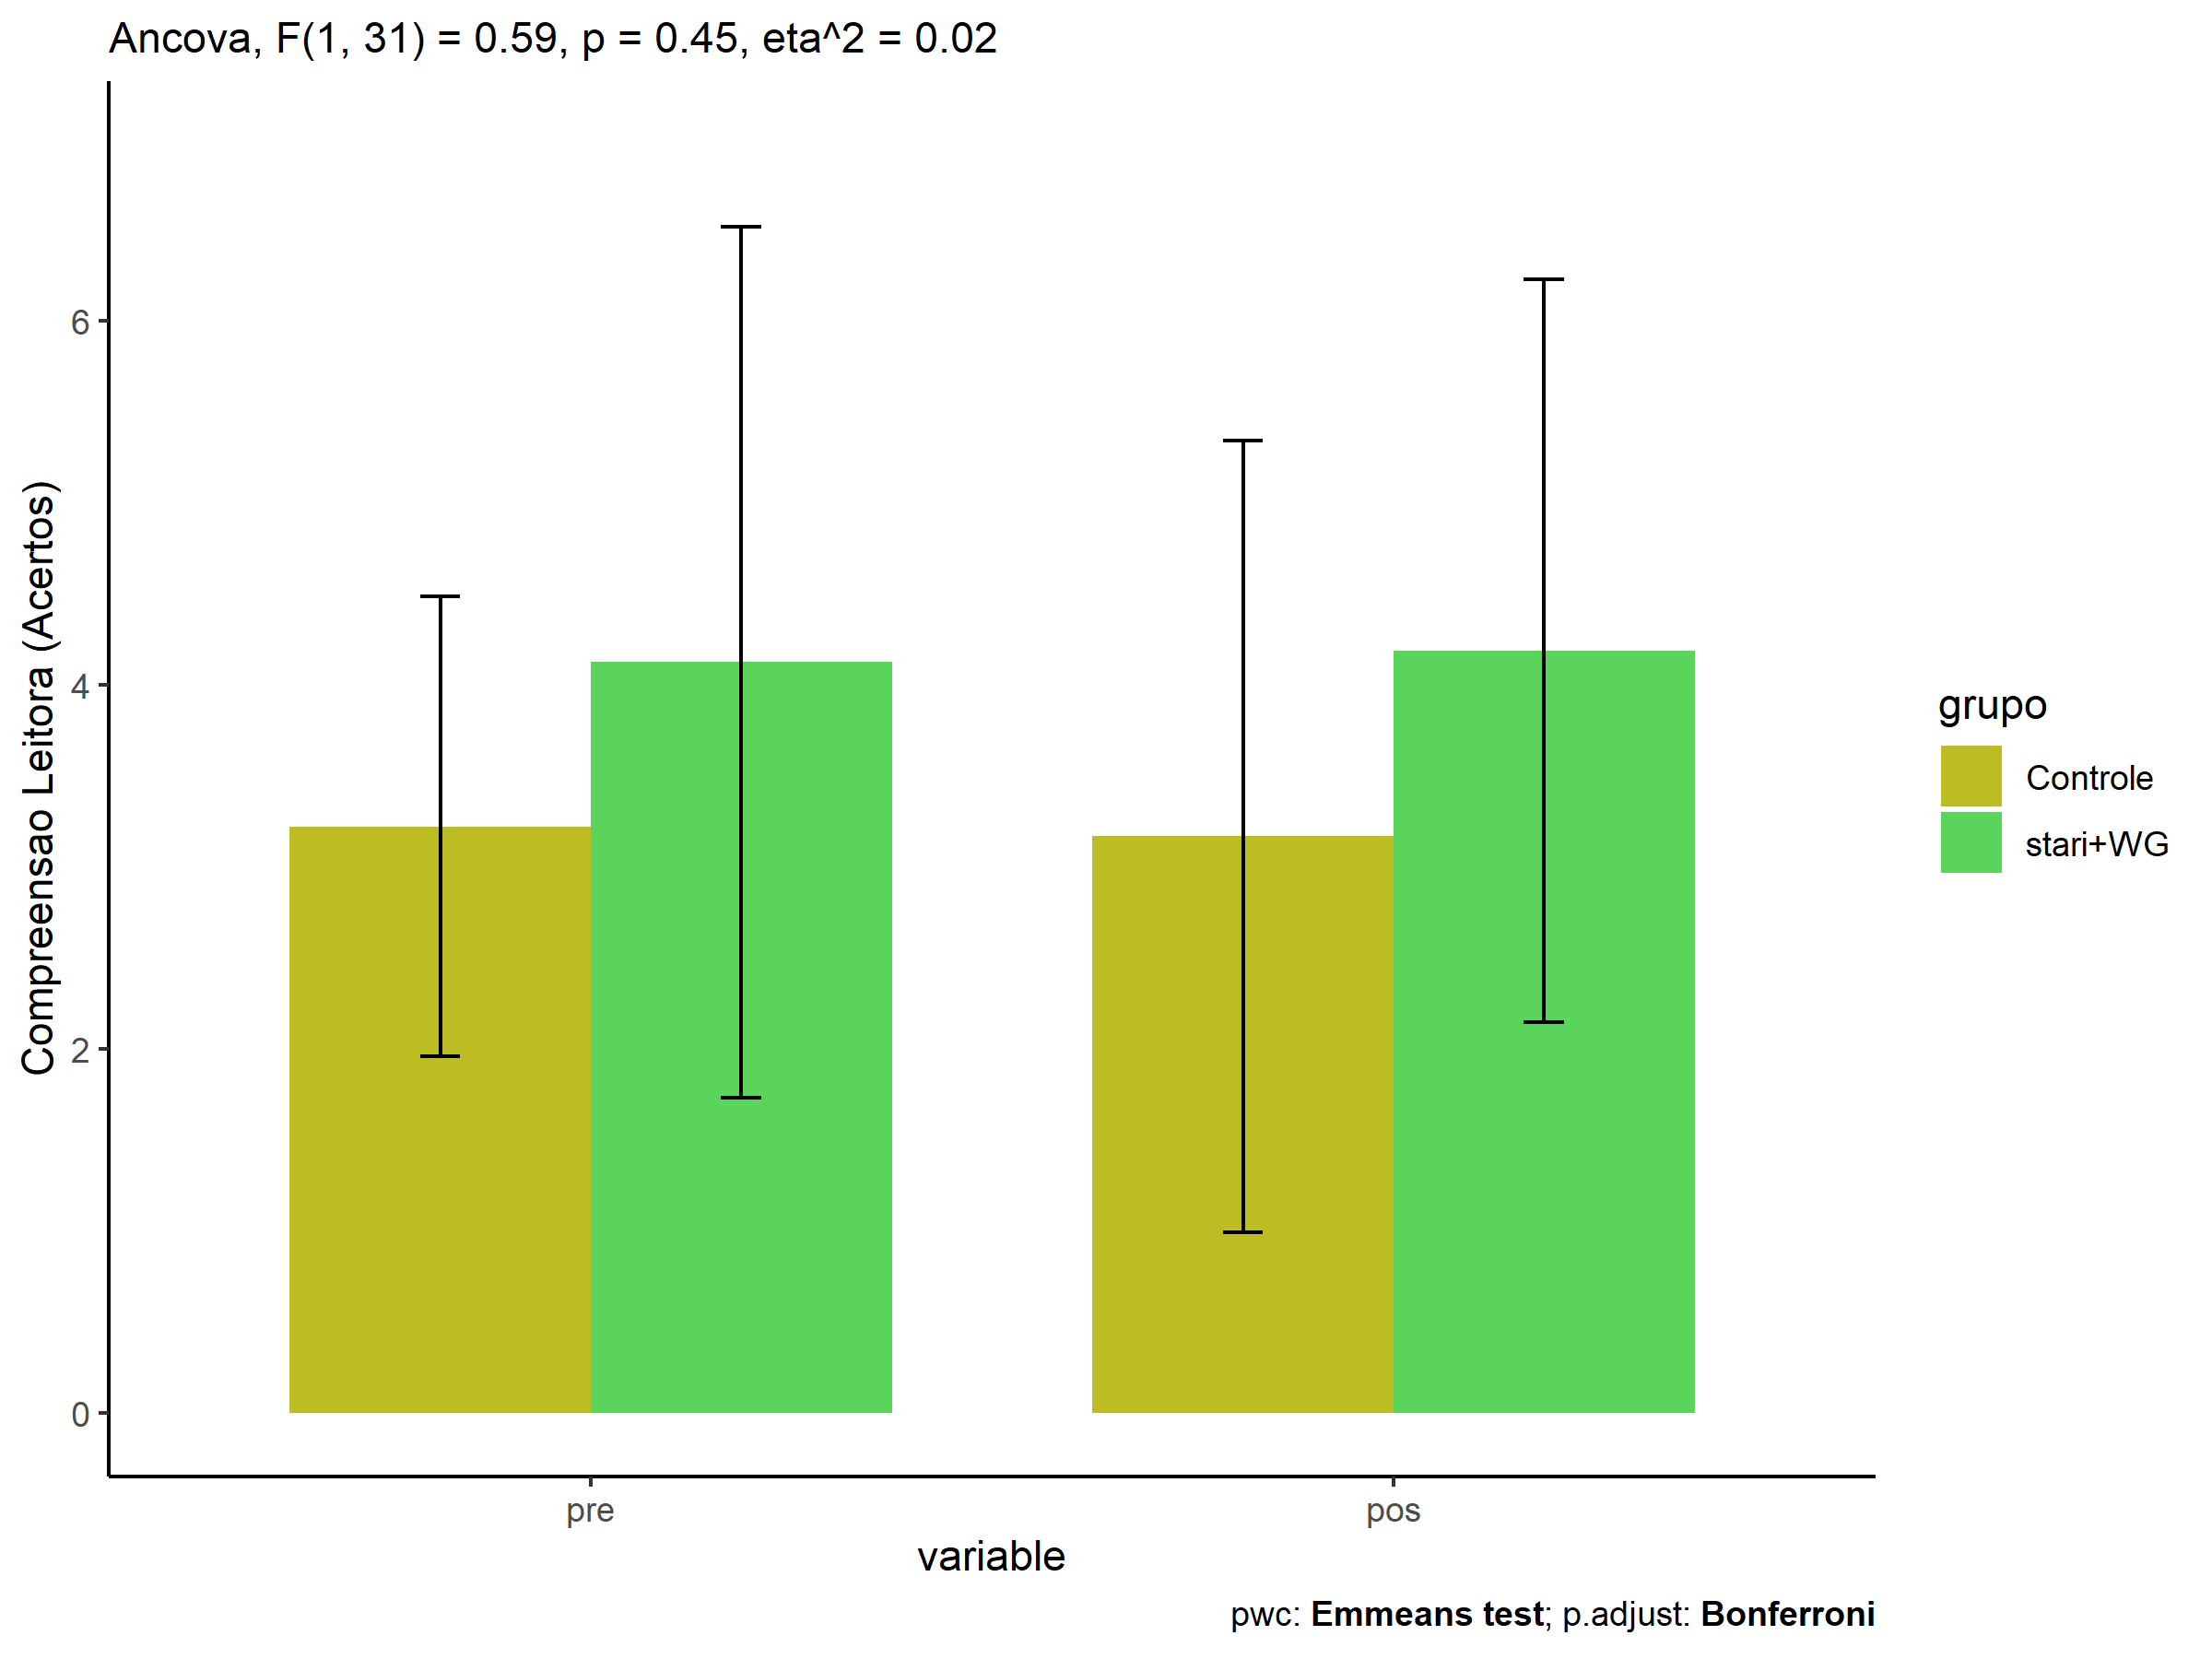 Ancova, F(1, 31) = 0.59, p = 0.45, eta^2 = 0.02
Compreensao Leitora (Acertos)
6
4
2
0
pre
pos
variable
grupo
Controle
stari+WG
pwc: Emmeans test; p.adjust: Bonferroni